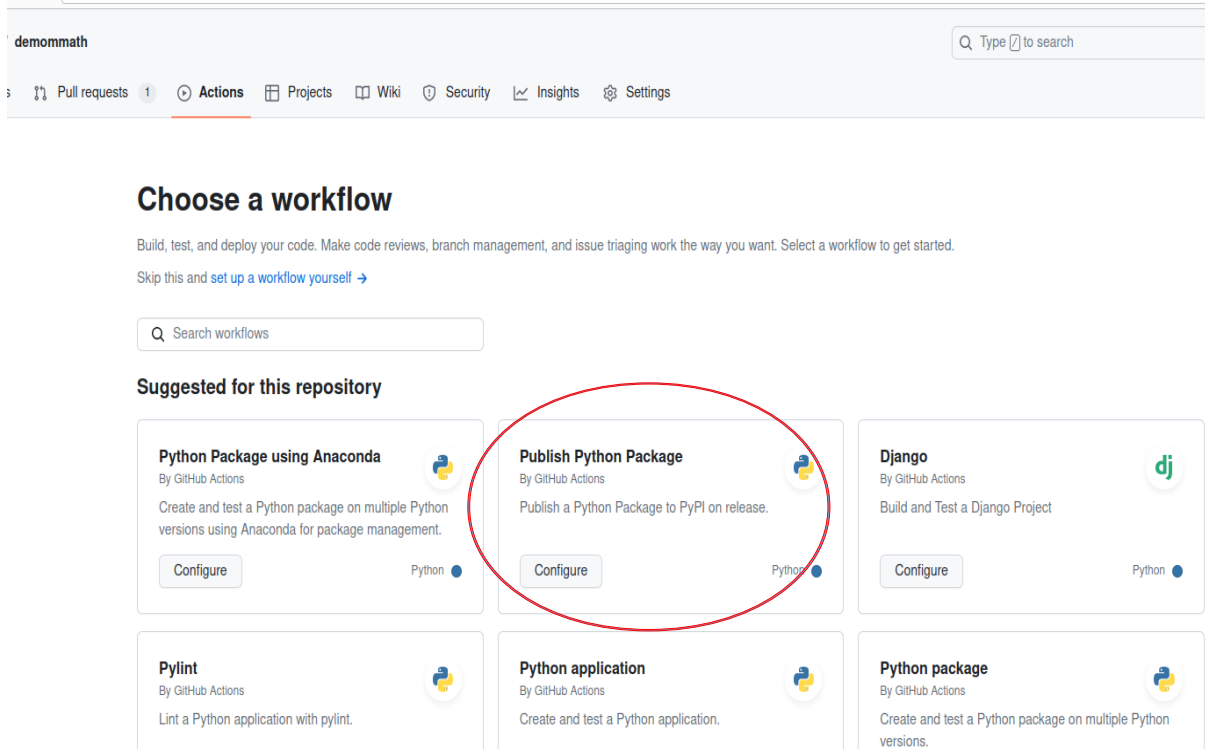 demommath
Type / to search
s Pull requests 1 Actions Projects Wiki Security Insights Settings
Choose a workflow
Build, test, and deploy your code. Make code reviews, branch management, and issue triaging work the way you want. Select a workflow to get started.
Skip this and set up a workflow yourself →
Search workflows
Suggested for this repository
Python Package using Anaconda
By GitHub Actions
Create and test a Python package on multiple Python
versions using Anaconda for package management.
Configure
Python
Publish Python Package
By GitHub Actions
Publish a Python Package to PyPI on release.
Configure
Python
Django
dj
By GitHub Actions
Build and Test a Django Project
Configure
Python
Pylint
By GitHub Actions
Lint a Python application with pylint.
Python application
By GitHub Actions
Create and test a Python application.
Python package
By GitHub Actions
Create and test a Python package on multiple Python
versions.